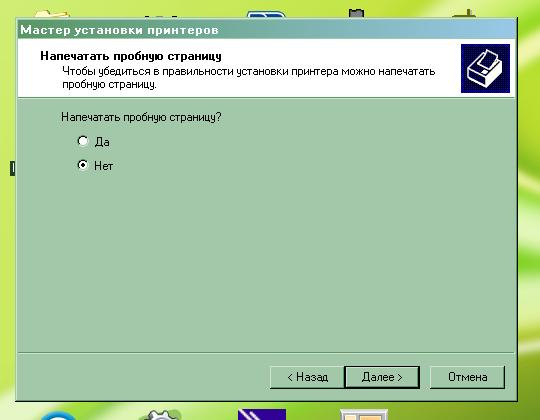 Мастер установки принтеров
Напечатать пробную страницу
Чтобы убедиться в правильности установки принтера можно напечатать
пробную страницу.
Напечатать пробную страницу?
Да
Нет
< Назад
Далее >
Отмена